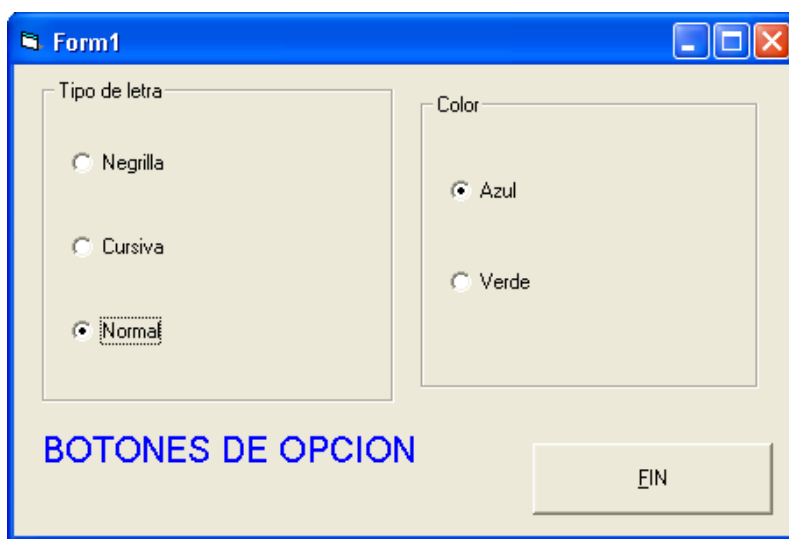 Form1
Tipo de letra
Negrilla
Cursiva
Normal
Color
Azul
Verde
BOTONES DE OPCION
FIN